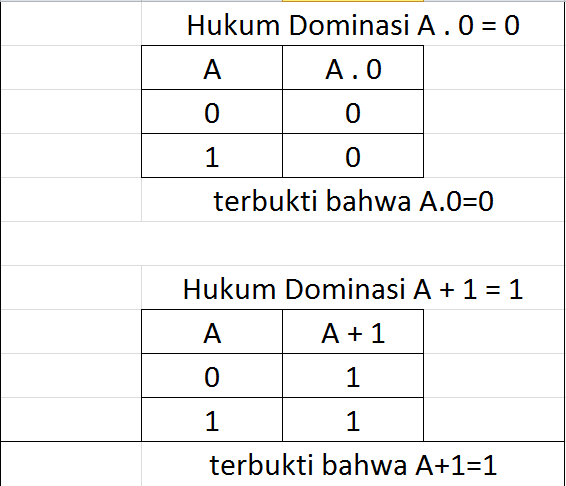 Hukum Dominasi A . 0 = 0
A A . 0
0 0
1 0
terbukti bahwa A.0=0
Hukum Dominasi A + 1 = 1
A A + 1
0 1
1 1
terbukti bahwa A+1=1